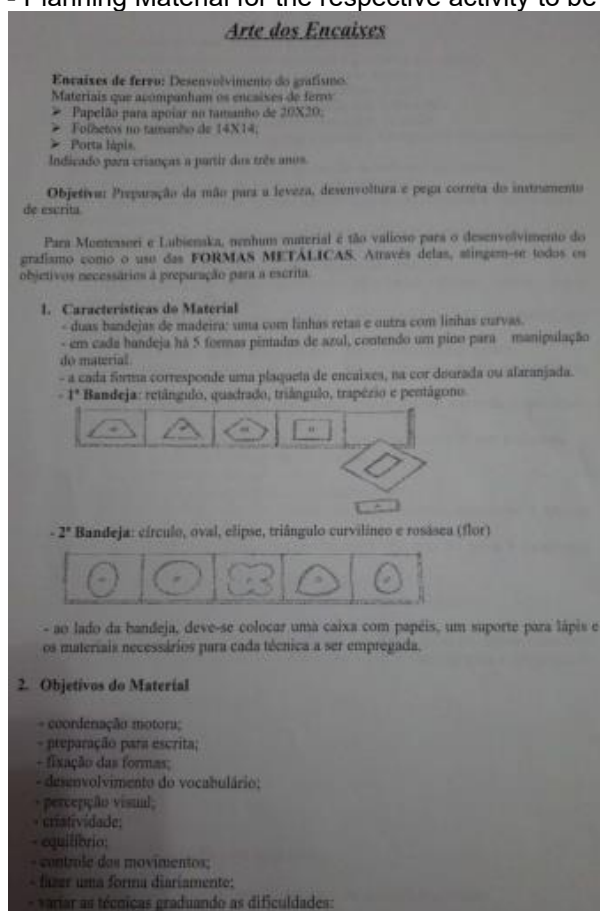 - Planning Material for the respective activity to be
Arte dos Encaixes
Encaixes de ferro: Desenvolvimento do grafismo.
Materiais que acompanham os encaixes de ferro:
➢ Papelão para apoiar no tamanho de 20X20;
➢ Folhetos no tamanho de 14X14;
➢ Porta lápis.
Indicado para crianças a partir dos três anos.
Objetivo: Preparação da mão para a leveza, desenvoltura e pega correta do instrumento
de escrita.
Para Montessori e Lubienska, nenhum material é tão valioso para o desenvolvimento do
grafismo como o uso das FORMAS METÁLICAS. Através delas, atingem-se todos os
objetivos necessários à preparação para a escrita.
1. Características do Material
- duas bandejas de madeira: uma com linhas retas e outra com linhas curvas.
- em cada bandeja há 5 formas pintadas de azul, contendo um pino para manipulação
do material.
- a cada forma corresponde uma plaqueta de encaixes, na cor dourada ou alaranjada.
- 1ª Bandeja: retângulo, quadrado, triângulo, trapézio e pentágono.
- 2ª Bandeja: círculo, oval, elipse, triângulo curvilíneo e rosásea (flor)
- ao lado da bandeja, deve-se colocar uma caixa com papéis, um suporte para lápis e
os materiais necessários para cada técnica a ser empregada.
2. Objetivos do Material
- coordenação motora;
- preparação para escrita;
- fixação das formas;
- desenvolvimento do vocabulário;
- percepção visual;
- criatividade;
- equilíbrio;
- controle dos movimentos;
- fazer uma forma diariamente;
- variar as técnicas graduando as dificuldades: